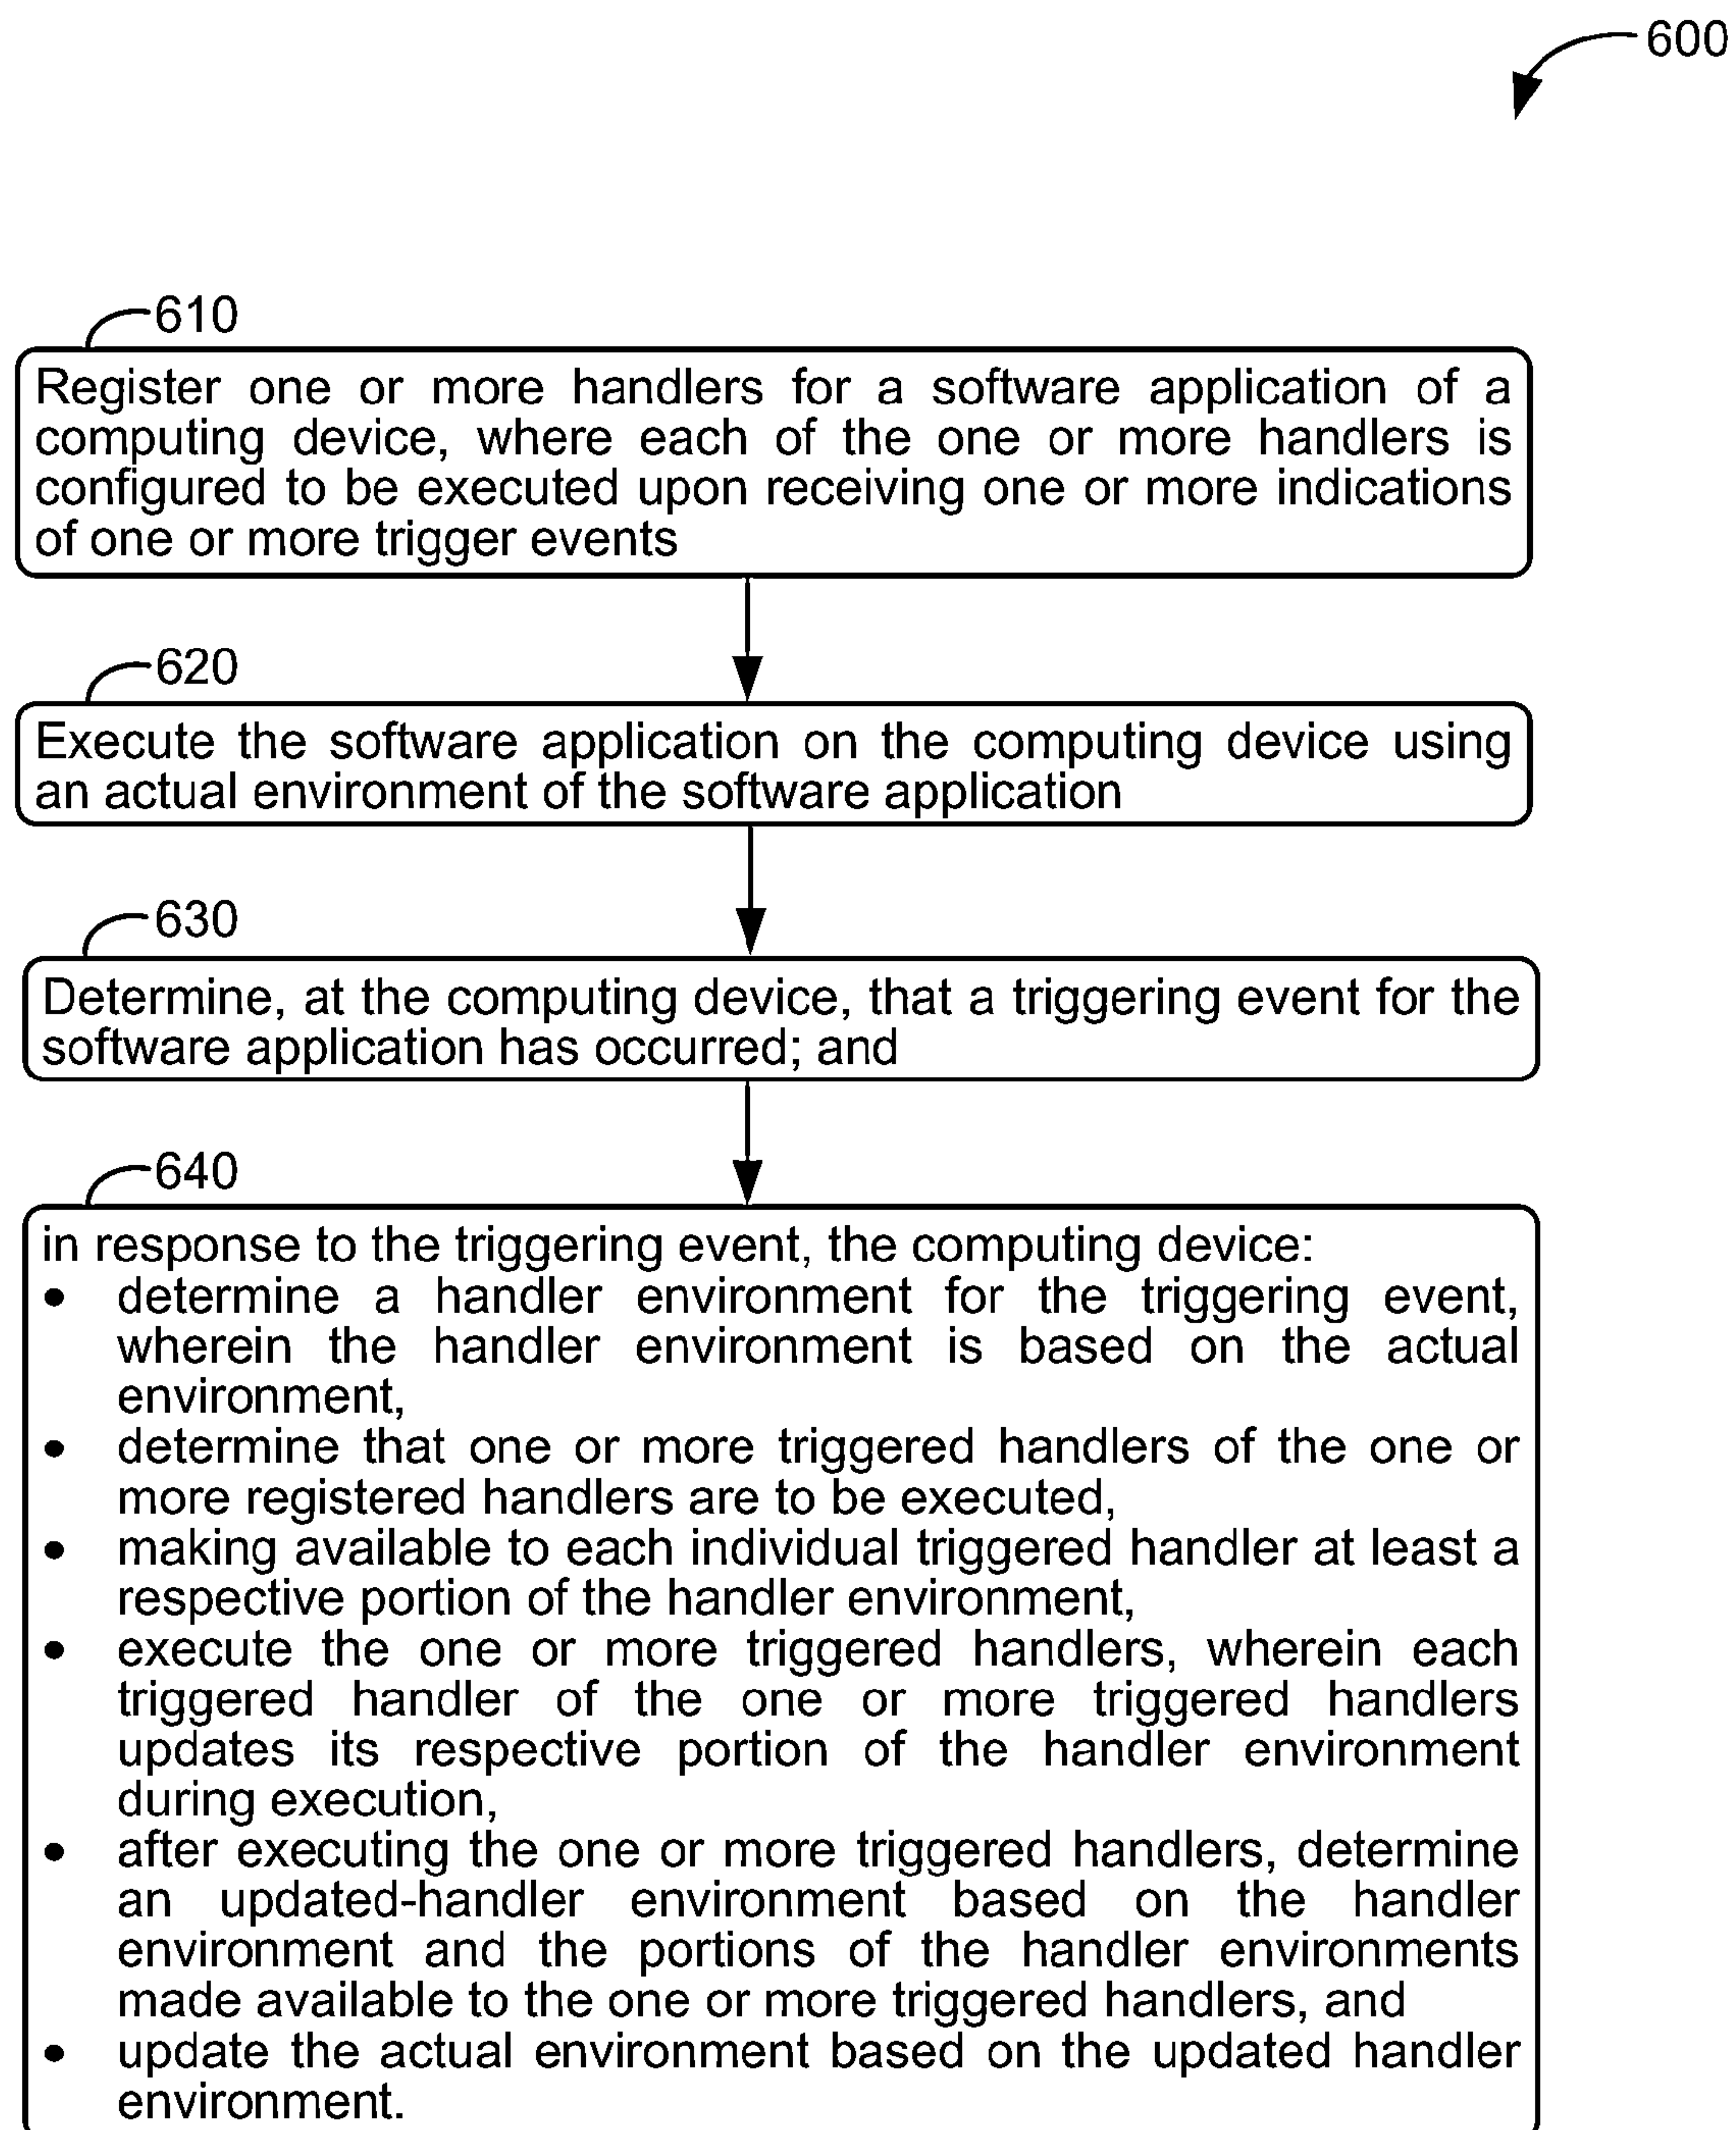 600
610
Register one or more handlers for a software application of a
computing device, where each of the one or more handlers is
configured to be executed upon receiving one or more indications
of one or more trigger events
620
Execute the software application on the computing device using
an actual environment of the software application
630
Determine, at the computing device, that a triggering event for the
software application has occurred; and
640
in response to the triggering event, the computing device:
• determine a handler environment for the triggering event,
wherein the handler environment is based on the actual
environment,
• determine that one or more triggered handlers of the one or
more registered handlers are to be executed,
• making available to each individual triggered handler at least a
respective portion of the handler environment,
• execute the one or more triggered handlers, wherein each
triggered handler of the one or more triggered handlers
updates its respective portion of the handler environment
during execution,
• after executing the one or more triggered handlers, determine
an updated-handler environment based on the handler
environment and the portions of the handler environments
made available to the one or more triggered handlers, and
• update the actual environment based on the updated handler
environment.